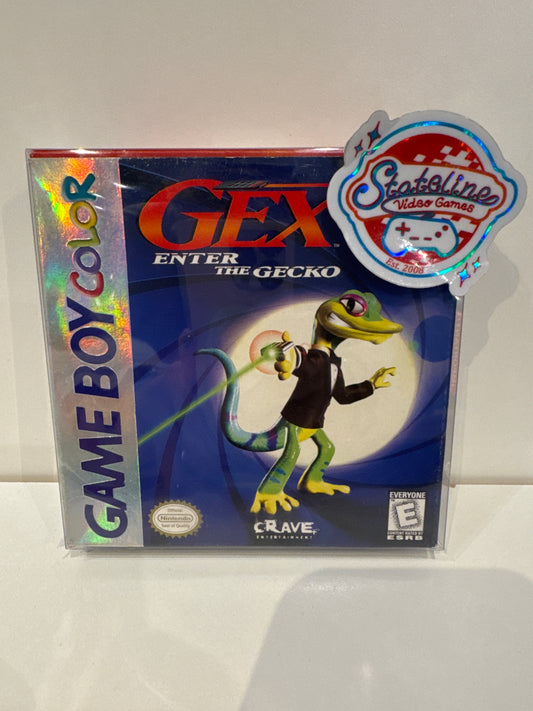 GAME BOY COLOR
GEX™
ENTER
THE GECKO
Stateline
Video Games
Est. 2008
Official
Nintendo
Seal of Quality
CRAVE
ENTERTAINMENT
EVERYONE
E
CONTENT RATED BY
ESRB